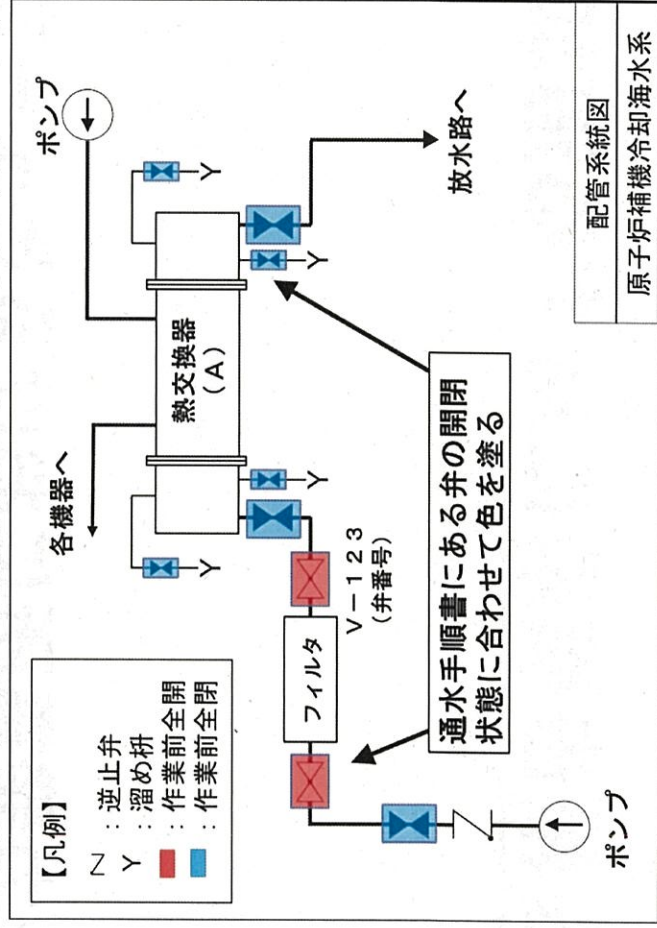 【凡例】
Z ：逆止弁
Y ：溜め枡
：作業前全開
：作業前全閉
各機器へ
ポンプ
熱交換器
（A）
Y
Y
Y
Y
フィルタ
V－１２３
（弁番号）
放水路へ
ポンプ
通水手順書にある弁の開閉
状態に合わせて色を塗る
配管系統図
原子炉補機冷却海水系